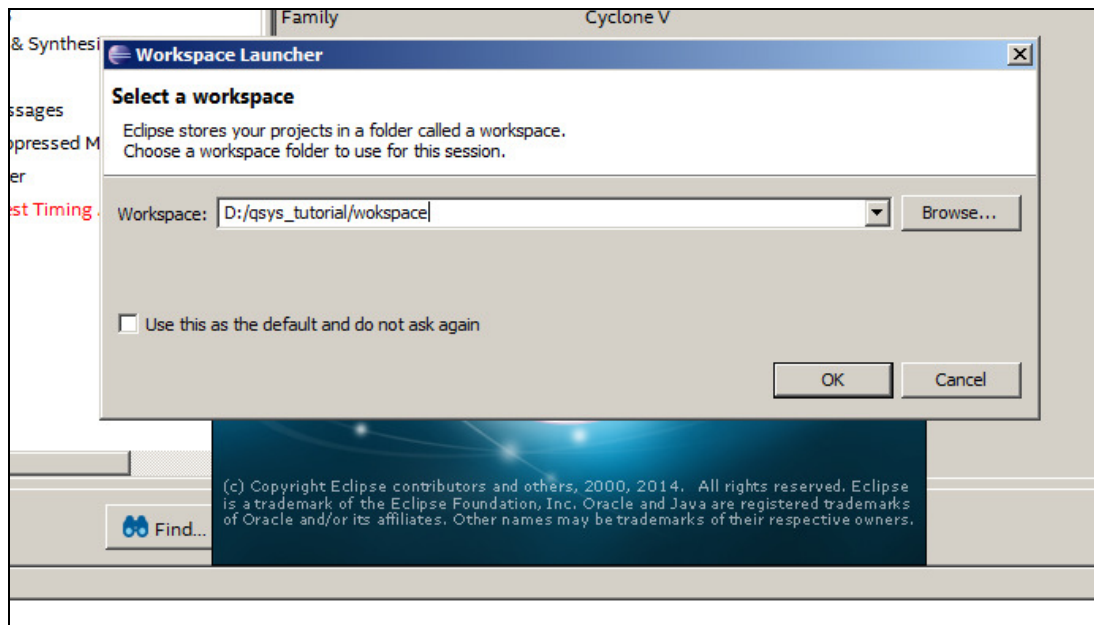 Family Cyclone V
& Synthesi
Workspace Launcher
Select a workspace
ssages
Eclipse stores your projects in a folder called a workspace.
ppressed M
Choose a workspace folder to use for this session.
er
est Timing
Workspace: D:/qsys_tutorial/wokspace Browse...
Use this as the default and do not ask again
OK Cancel
(c) Copyright Eclipse contributors and others, 2000, 2014. All rights reserved. Eclipse
is a trademark of the Eclipse Foundation, Inc. Oracle and Java are registered trademarks
of Oracle and/or its affiliates. Other names may be trademarks of their respective owners.
Find...